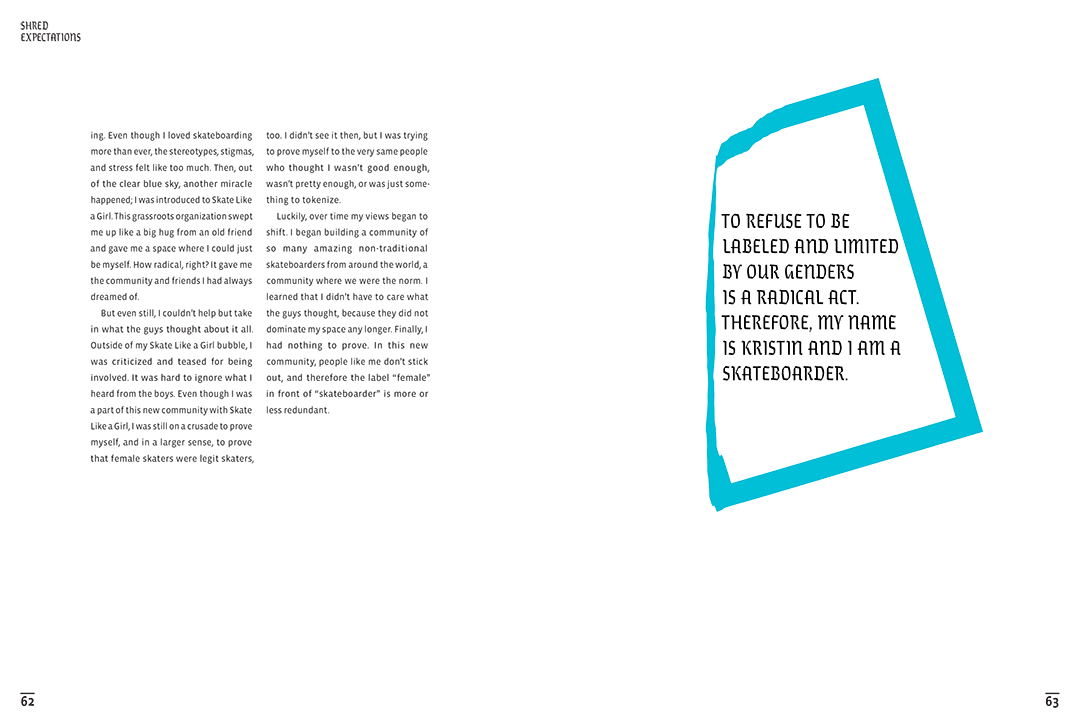 SHRED
EXPECTATIONS
ing. Even though I loved skateboarding
more than ever, the stereotypes, stigmas,
and stress felt like too much. Then, out
of the clear blue sky, another miracle
happened; I was introduced to Skate Like
a Girl. This grassroots organization swept
me up like a big hug from an old friend
and gave me a space where I could just
be myself. How radical, right? It gave me
the community and friends I had always
dreamed of.
But even still, I couldn't help but take
in what the guys thought about it all.
Outside of my Skate Like a Girl bubble, I
was criticized and teased for being
involved. It was hard to ignore what I
heard from the boys. Even though I was
a part of this new community with Skate
Like a Girl, I was still on a crusade to prove
myself, and in a larger sense, to prove
that female skaters were legit skaters,
too. I didn't see it then, but I was trying
to prove myself to the very same people
who thought I wasn't good enough,
wasn't pretty enough, or was just some-
thing to tokenize.
Luckily, over time my views began to
shift. I began building a community of
so many amazing non-traditional
skateboarders from around the world, a
community where we were the norm. I
learned that I didn't have to care what
the guys thought, because they did not
dominate my space any longer. Finally, I
had nothing to prove. In this new
community, people like me don't stick
out, and therefore the label “female”
in front of “skateboarder” is more or
less redundant.
TO REFUSE TO BE
LABELED AND LIMITED
BY OUR GENDERS
IS A RADICAL ACT.
THEREFORE, MY NAME
IS KRISTIN AND I AM A
SKATEBOARDER.
62
63